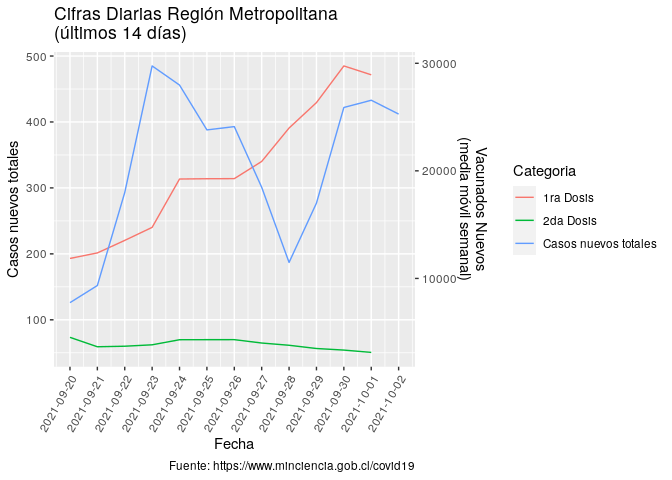 Cifras Diarias Región Metropolitana
(últimos 14 días)
Casos nuevos totales
500
400
300
200
100
30000
20000
10000
Vacunados Nuevos
(media móvil semanal)
2021-09-20
2021-09-21
2021-09-22
2021-09-23
2021-09-24
2021-09-25
2021-09-26
2021-09-27
2021-09-28
2021-09-29
2021-09-30
2021-10-01
2021-10-02
Fecha
Categoria
1ra Dosis
2da Dosis
Casos nuevos totales
Fuente: https://www.minciencia.gob.cl/covid19